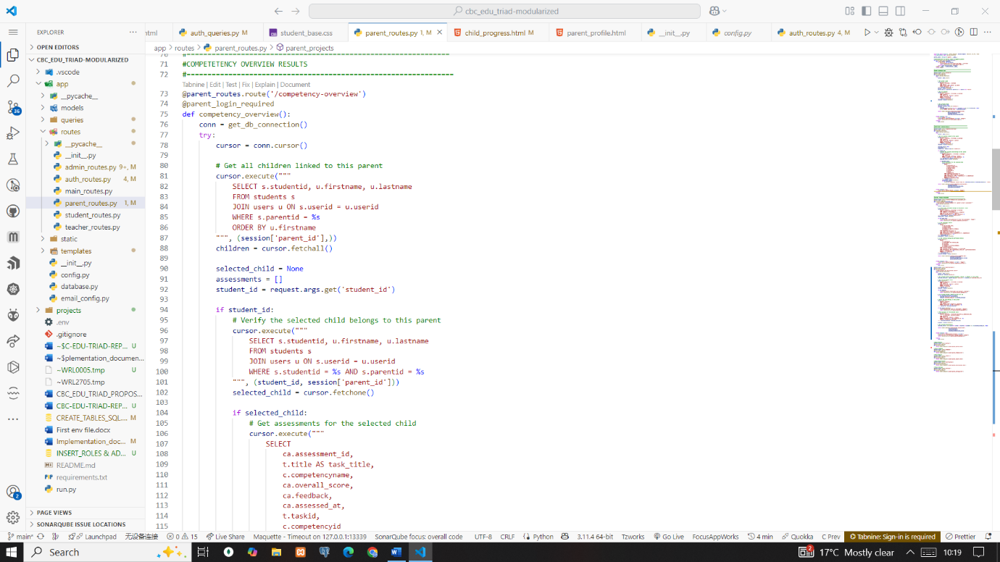 cbc_edu_triad-modularized
EXPLORER
OPEN EDITORS
CBC_EDU_TRIAD-MODULARIZED
.vscode
app
__pycache__
models
queries
routes
__pycache__
__init__.py
admin_routes.py 9+, M
auth_routes.py 4, M
main_routes.py
parent_routes.py 1, M
student_routes.py
teacher_routes.py
static
templates
__init__.py
config.py
database.py
email_config.py
projects
.env
.gitignore
~$C-EDU-TRIAD-REP... U
~$plementation_documen...
~WRL0005.tmp U
~WRL2705.tmp
CBC_EDU_TRIAD_PROPOS...
CBC-EDU-TRIAD-REP... U
CREATE_TABLES_SQL... M
First env file.docx
Implementation_doc... M
INSERT_ROLES & AD... U
README.md
requirements.txt
run.py
PAGE VIEWS
SONARQUBE ISSUE LOCATIONS
36
2
html auth_queries.py M student_base.css parent_routes.py 1, M child_progress.html M parent_profile.html __init__.py config.py auth_routes.py 4, M
app > routes > parent_routes.py > parent_projects
70 #---------------------------------------------------------------
71 #COMPETETENCY OVERVIEW RESULTS
72 #----------------------------------------------------------------
Tabnine | Edit | Test | Fix | Explain | Document
73 @parent_routes.route('/competency-overview')
74 @parent_login_required
75 def competency_overview():
76 conn = get_db_connection()
77 try:
78 cursor = conn.cursor()
79
80 # Get all children linked to this parent
81 cursor.execute("""
82 SELECT s.studentid, u.firstname, u.lastname
83 FROM students s
84 JOIN users u ON s.userid = u.userid
85 WHERE s.parentid = %s
86 ORDER BY u.firstname
87 """, (session['parent_id'],))
88 children = cursor.fetchall()
89
90 selected_child = None
91 assessments = []
92 student_id = request.args.get('student_id')
93
94 if student_id:
95 # Verify the selected child belongs to this parent
96 cursor.execute("""
97 SELECT s.studentid, u.firstname, u.lastname
98 FROM students s
99 JOIN users u ON s.userid = u.userid
100 WHERE s.studentid = %s AND s.parentid = %s
101 """, (student_id, session['parent_id']))
102 selected_child = cursor.fetchone()
103
104 if selected_child:
105 # Get assessments for the selected child
106 cursor.execute("""
107 SELECT
108 ca.assessment_id,
109 t.title AS task_title,
110 c.competencyname,
111 ca.overall_score,
112 ca.feedback,
113 ca.assessed_at,
114 t.taskid,
115 c.competencyid
main* Launchpad 无设备连接 0 15 Live Share Maquette - Timeout on 127.0.0.1:13339 SonarQube focus: overall code UTF-8 CRLF Python 3.11.4 64-bit Tzworks Go Live FocusAppWorks 4 min Quokka C Prev Tabnine: Sign-in is required Prettier
Search 2 17°C Mostly clear 10:19